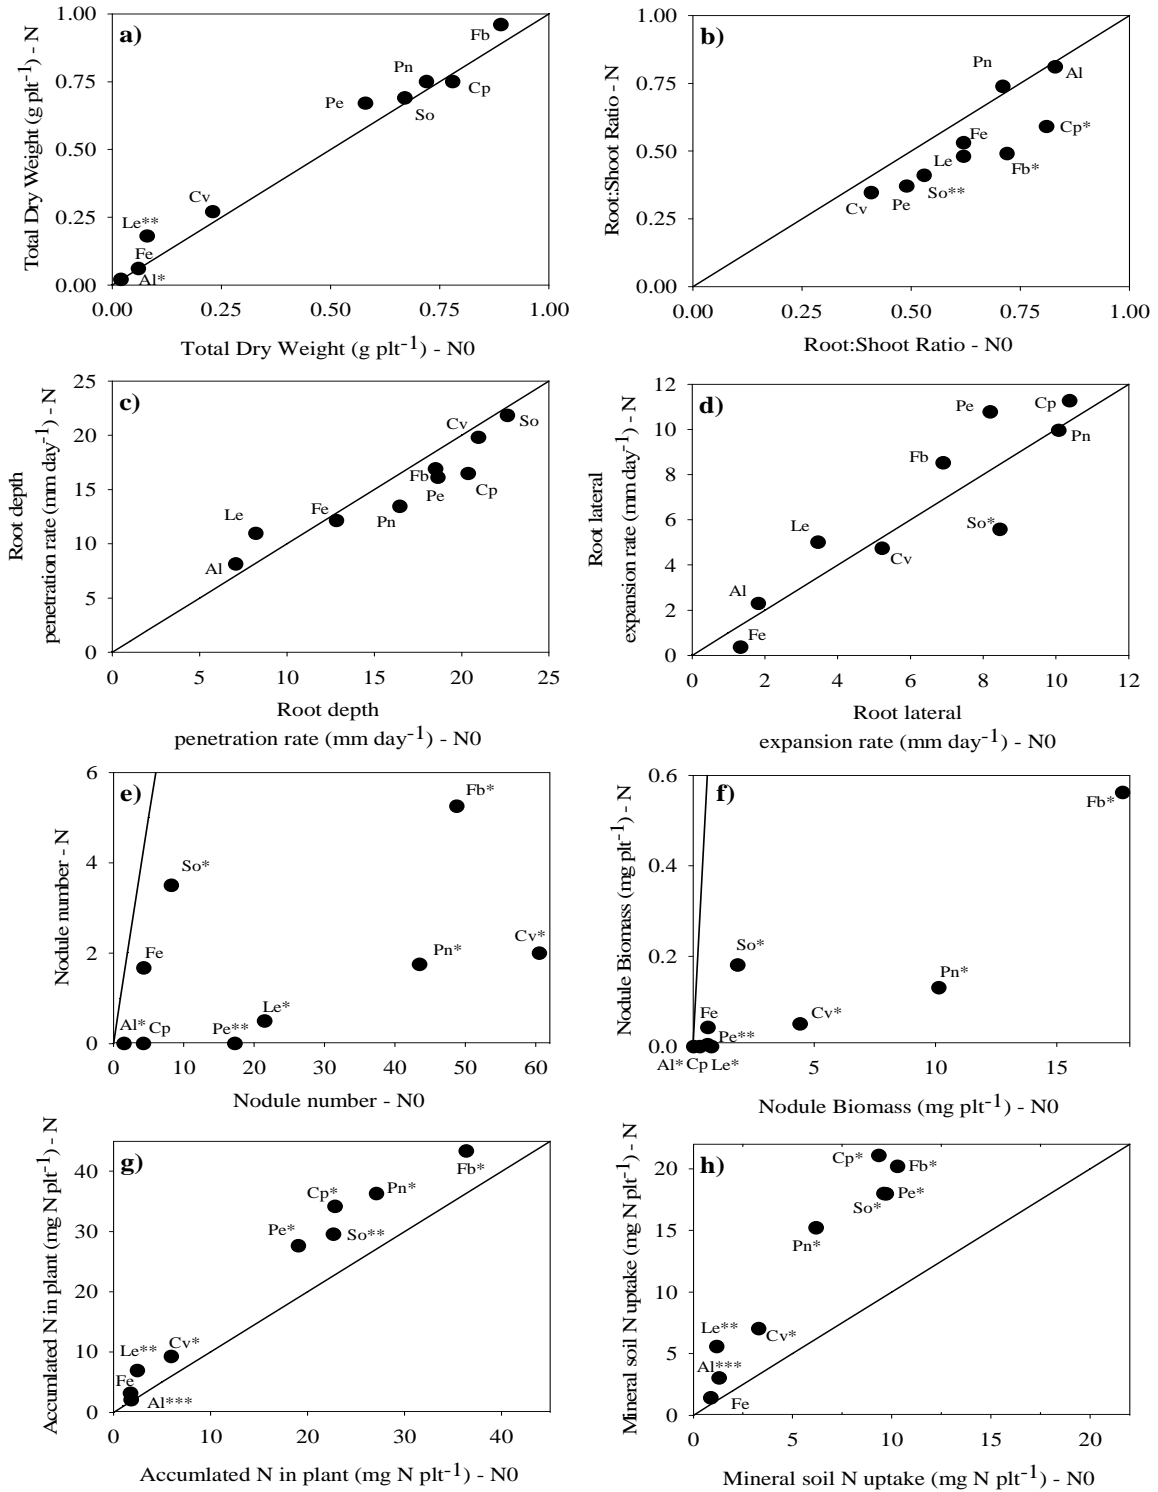 a)
Total Dry Weight (g plt-1) - N
1.00
0.75
0.50
0.25
0.00
Fb
Pn
Cp
Pe
So
Cv
Le**
Fe
Al*
0.00 0.25 0.50 0.75 1.00
Total Dry Weight (g plt-1) - N0
b)
Root:Shoot Ratio - N
1.00
0.75
0.50
0.25
0.00
Pn
Al
Cp*
Fe
Le
Fb*
So**
Pe
Cv
0.00 0.25 0.50 0.75 1.00
Root:Shoot Ratio - N0
c)
Root depth
penetration rate (mm day-1) - N
25
20
15
10
5
0
So
Cv
Fb
Cp
Pe
Pn
Fe
Le
Al
0 5 10 15 20 25
Root depth
penetration rate (mm day-1) - N0
d)
Root lateral
expansion rate (mm day-1) - N
12
10
8
6
4
2
0
Pe
Cp
Pn
Fb
So*
Le
Cv
Al
Fe
0 2 4 6 8 10 12
Root lateral
expansion rate (mm day-1) - N0
e)
Nodule number - N
6
4
2
0
Fb*
So*
Fe
Pn*
Cv*
Le*
Al* Cp
Pe**
0 10 20 30 40 50 60
Nodule number - N0
f)
Nodule Biomass (mg plt-1) - N
0.6
0.4
0.2
0.0
Fb*
So*
Pn*
Cv*
Fe
Pe**
Al* Cp Le*
0 5 10 15
Nodule Biomass (mg plt-1) - N0
g)
Accumlated N in plant (mg N plt-1) - N
40
30
20
10
0
Fb*
Cp*
Pn*
Pe*
So**
Le**
Cv*
Fe
Al***
0 10 20 30 40
Accumlated N in plant (mg N plt-1) - N0
h)
Mineral soil N uptake (mg N plt-1) - N
20
15
10
5
0
Cp*
Fb*
Pe*
So*
Pn*
Le**
Cv*
Al***
Fe
0 5 10 15 20
Mineral soil N uptake (mg N plt-1) - N0